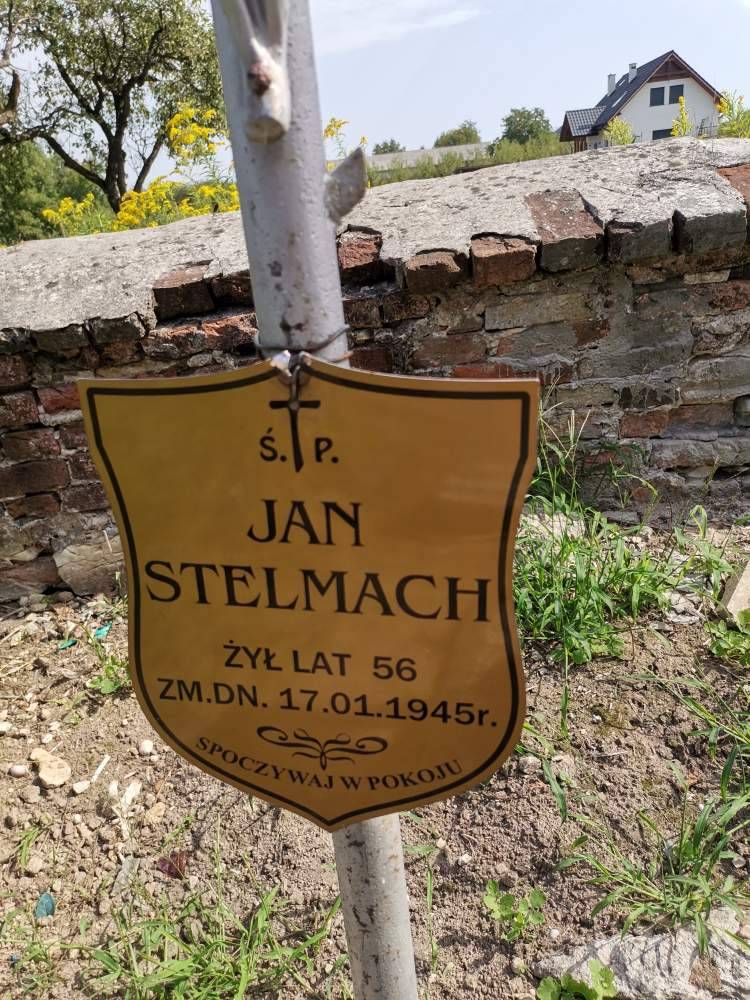 Ś. P.
JAN
STELMACH
ŻYŁ LAT 56
ZM.DN. 17.01.1945r.
SPOCZYWAJ W POKOJU